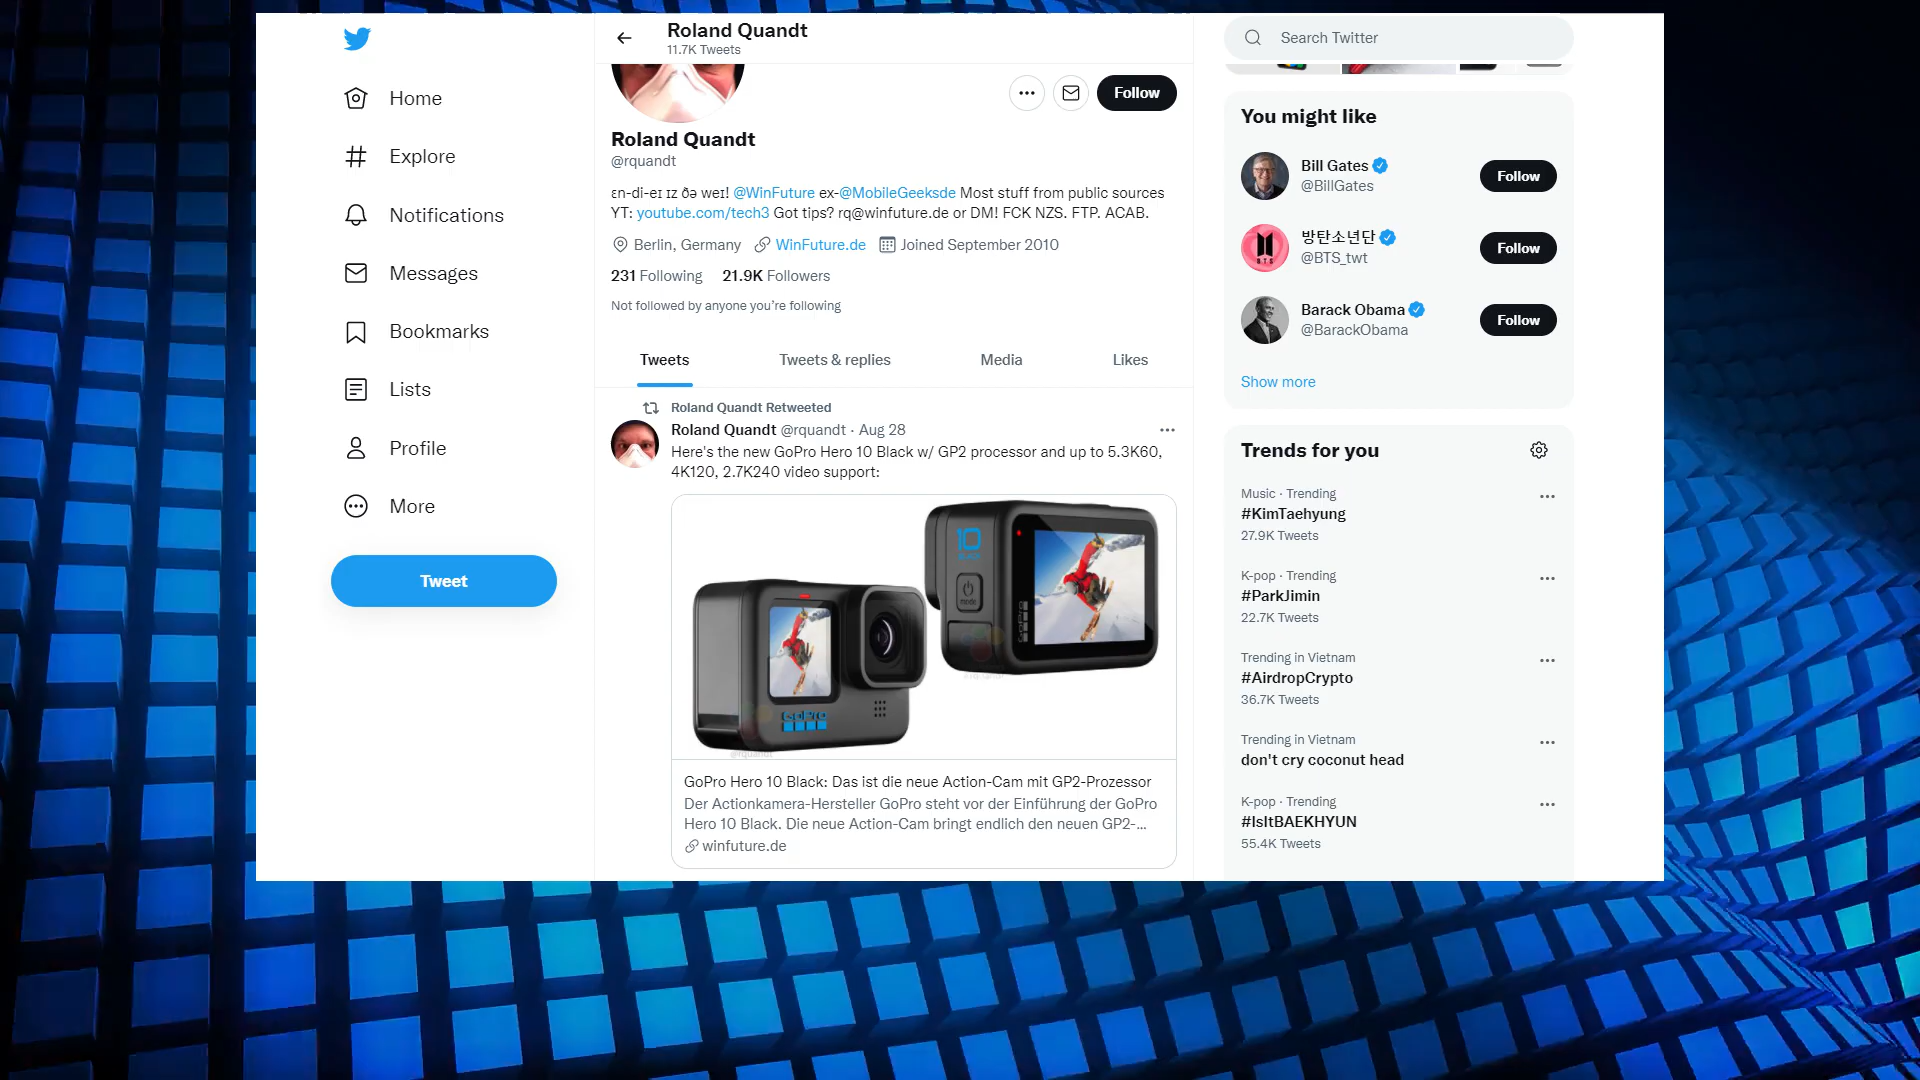 Roland Quandt
11.7K Tweets
Search Twitter
Home
Explore
Notifications
Messages
Bookmarks
Lists
Profile
More
Tweet
Follow
Roland Quandt
@rquandt
ɛn-di-eɪ ɪz ðə weɪ! @WinFuture ex-@MobileGeeksde Most stuff from public sources
YT: youtube.com/tech3 Got tips? rq@winfuture.de or DM! FCK NZS. FTP. ACAB.
Berlin, Germany WinFuture.de Joined September 2010
231 Following 21.9K Followers
Not followed by anyone you're following
Tweets Tweets & replies Media Likes
Roland Quandt Retweeted
Roland Quandt @rquandt · Aug 28
Here's the new GoPro Hero 10 Black w/ GP2 processor and up to 5.3K60,
4K120, 2.7K240 video support:
10
mode
GoPro
GoPro
@rquandt
GoPro Hero 10 Black: Das ist die neue Action-Cam mit GP2-Prozessor
Der Actionkamera-Hersteller GoPro steht vor der Einführung der GoPro
Hero 10 Black. Die neue Action-Cam bringt endlich den neuen GP2-...
winfuture.de
You might like
Bill Gates
@BillGates
Follow
방탄소년단
@BTS_twt
Follow
BTS
Barack Obama
@BarackObama
Follow
Show more
Trends for you
Music · Trending
#KimTaehyung
27.9K Tweets
K-pop · Trending
#ParkJimin
22.7K Tweets
Trending in Vietnam
#AirdropCrypto
36.7K Tweets
Trending in Vietnam
don't cry coconut head
K-pop · Trending
#IsItBAEKHYUN
55.4K Tweets